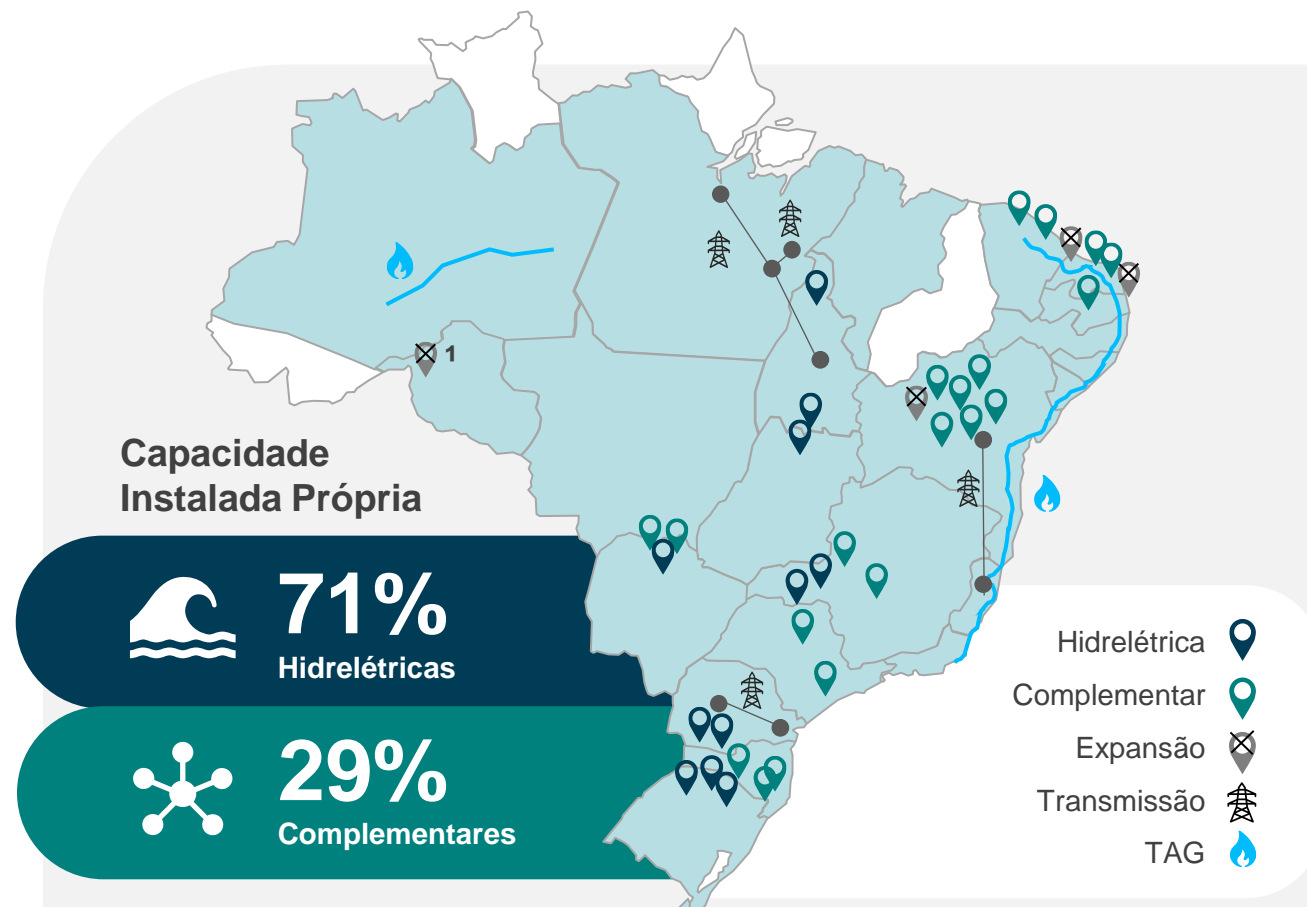 1
Capacidade
Instalada Própria
71%
Hidrelétricas
29%
Complementares
Hidrelétrica
Complementar
Expansão
Transmissão
TAG